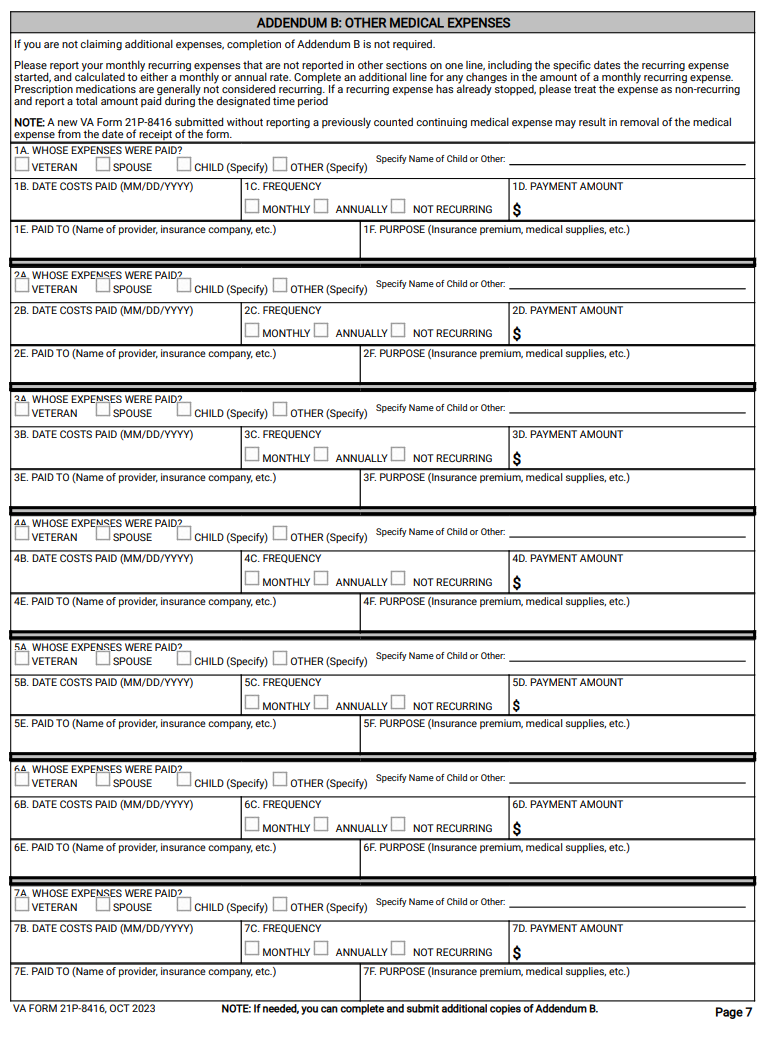 ADDENDUM B: OTHER MEDICAL EXPENSES
If you are not claiming additional expenses, completion of Addendum B is not required.
Please report your monthly recurring expenses that are not reported in other sections on one line, including the specific dates the recurring expense
started, and calculated to either a monthly or annual rate. Complete an additional line for any changes in the amount of a monthly recurring expense.
Prescription medications are generally not considered recurring. If a recurring expense has already stopped, please treat the expense as non-recurring
and report a total amount paid during the designated time period
NOTE: A new VA Form 21P-8416 submitted without reporting a previously counted continuing medical expense may result in removal of the medical
expense from the date of receipt of the form.
1A. WHOSE EXPENSES WERE PAID?
VETERAN SPOUSE CHILD (Specify) OTHER (Specify) Specify Name of Child or Other:
1B. DATE COSTS PAID (MM/DD/YYYY) 1C. FREQUENCY 1D. PAYMENT AMOUNT
MONTHLY ANNUALLY NOT RECURRING $
1E. PAID TO (Name of provider, insurance company, etc.) 1F. PURPOSE (Insurance premium, medical supplies, etc.)
2A. WHOSE EXPENSES WERE PAID?
VETERAN SPOUSE CHILD (Specify) OTHER (Specify) Specify Name of Child or Other:
2B. DATE COSTS PAID (MM/DD/YYYY) 2C. FREQUENCY 2D. PAYMENT AMOUNT
MONTHLY ANNUALLY NOT RECURRING $
2E. PAID TO (Name of provider, insurance company, etc.) 2F. PURPOSE (Insurance premium, medical supplies, etc.)
3A. WHOSE EXPENSES WERE PAID?
VETERAN SPOUSE CHILD (Specify) OTHER (Specify) Specify Name of Child or Other:
3B. DATE COSTS PAID (MM/DD/YYYY) 3C. FREQUENCY 3D. PAYMENT AMOUNT
MONTHLY ANNUALLY NOT RECURRING $
3E. PAID TO (Name of provider, insurance company, etc.) 3F. PURPOSE (Insurance premium, medical supplies, etc.)
4A. WHOSE EXPENSES WERE PAID?
VETERAN SPOUSE CHILD (Specify) OTHER (Specify) Specify Name of Child or Other:
4B. DATE COSTS PAID (MM/DD/YYYY) 4C. FREQUENCY 4D. PAYMENT AMOUNT
MONTHLY ANNUALLY NOT RECURRING $
4E. PAID TO (Name of provider, insurance company, etc.) 4F. PURPOSE (Insurance premium, medical supplies, etc.)
5A. WHOSE EXPENSES WERE PAID?
VETERAN SPOUSE CHILD (Specify) OTHER (Specify) Specify Name of Child or Other:
5B. DATE COSTS PAID (MM/DD/YYYY) 5C. FREQUENCY 5D. PAYMENT AMOUNT
MONTHLY ANNUALLY NOT RECURRING $
5E. PAID TO (Name of provider, insurance company, etc.) 5F. PURPOSE (Insurance premium, medical supplies, etc.)
6A. WHOSE EXPENSES WERE PAID?
VETERAN SPOUSE CHILD (Specify) OTHER (Specify) Specify Name of Child or Other:
6B. DATE COSTS PAID (MM/DD/YYYY) 6C. FREQUENCY 6D. PAYMENT AMOUNT
MONTHLY ANNUALLY NOT RECURRING $
6E. PAID TO (Name of provider, insurance company, etc.) 6F. PURPOSE (Insurance premium, medical supplies, etc.)
7A. WHOSE EXPENSES WERE PAID?
VETERAN SPOUSE CHILD (Specify) OTHER (Specify) Specify Name of Child or Other:
7B. DATE COSTS PAID (MM/DD/YYYY) 7C. FREQUENCY 7D. PAYMENT AMOUNT
MONTHLY ANNUALLY NOT RECURRING $
7E. PAID TO (Name of provider, insurance company, etc.) 7F. PURPOSE (Insurance premium, medical supplies, etc.)
VA FORM 21P-8416, OCT 2023 NOTE: If needed, you can complete and submit additional copies of Addendum B. Page 7